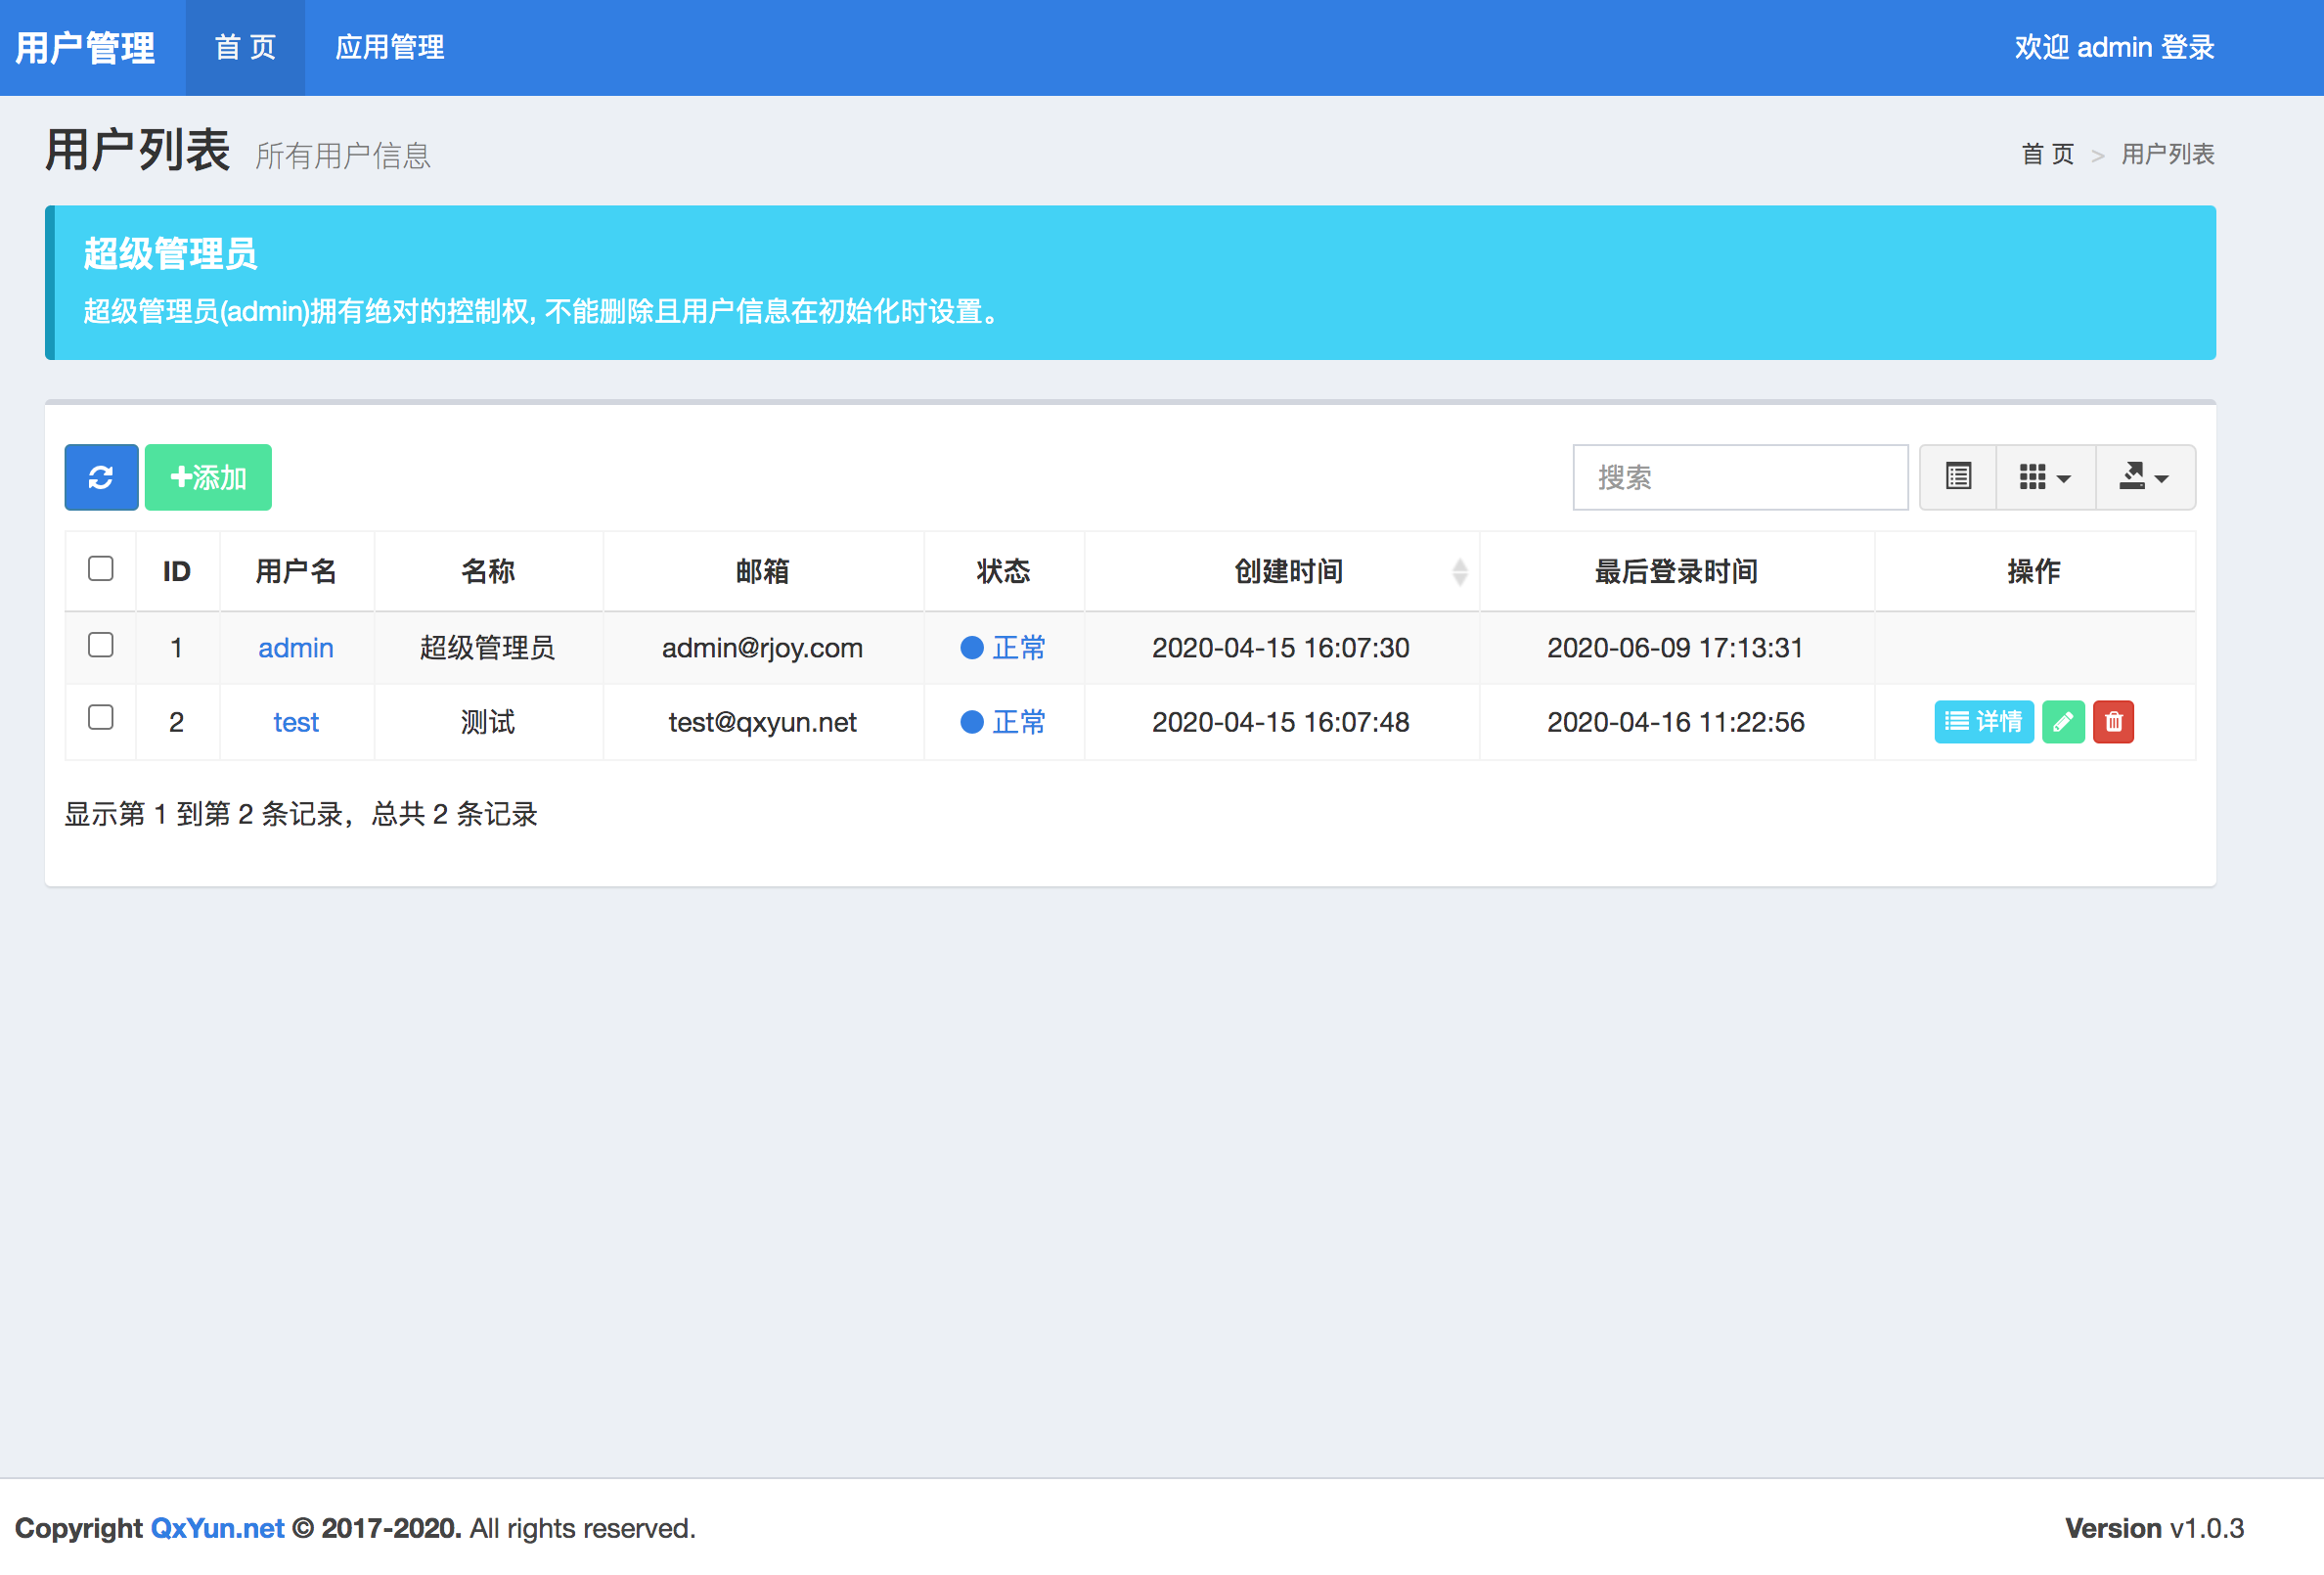 用户管理 首 页 应用管理 欢迎 admin 登录
用户列表 所有用户信息 首 页 > 用户列表
超级管理员
超级管理员(admin)拥有绝对的控制权, 不能删除且用户信息在初始化时设置。
添加 搜索
ID 用户名 名称 邮箱 状态 创建时间 最后登录时间 操作
1 admin 超级管理员 admin@rjoy.com 正常 2020-04-15 16:07:30 2020-06-09 17:13:31
2 test 测试 test@qxyun.net 正常 2020-04-15 16:07:48 2020-04-16 11:22:56 详情
显示第 1 到第 2 条记录，总共 2 条记录
Copyright QxYun.net © 2017-2020. All rights reserved. Version v1.0.3